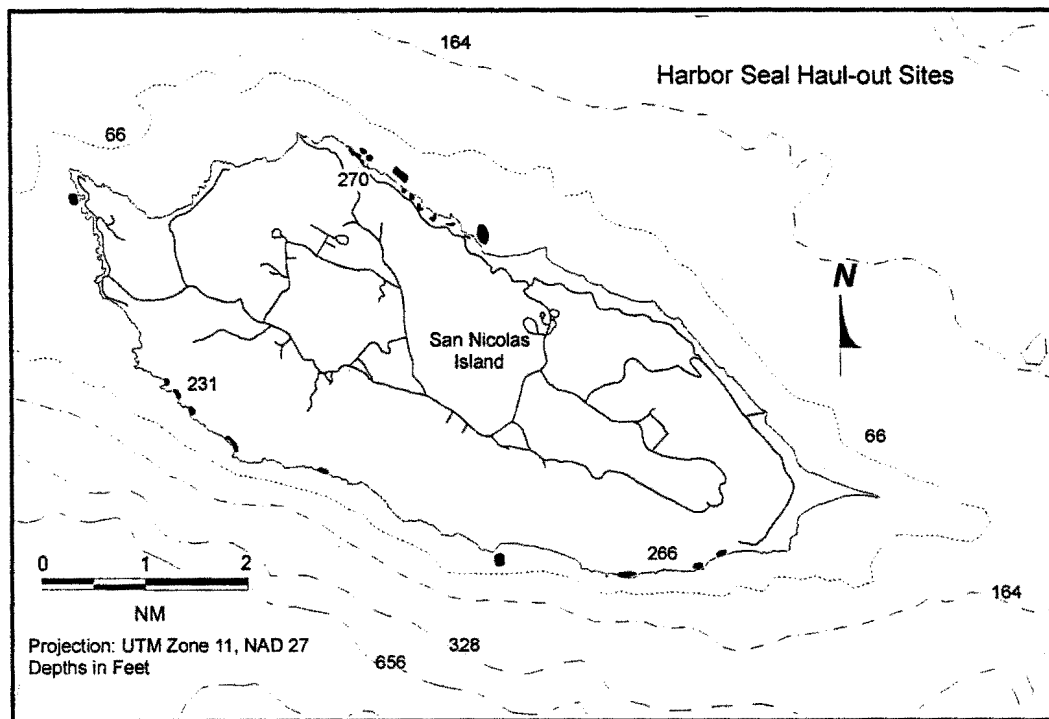 164
Harbor Seal Haul-out Sites
66
270
N
San Nicolas
Island
231
66
266
0 1 2
NM
164
Projection: UTM Zone 11, NAD 27
328
Depths in Feet
656